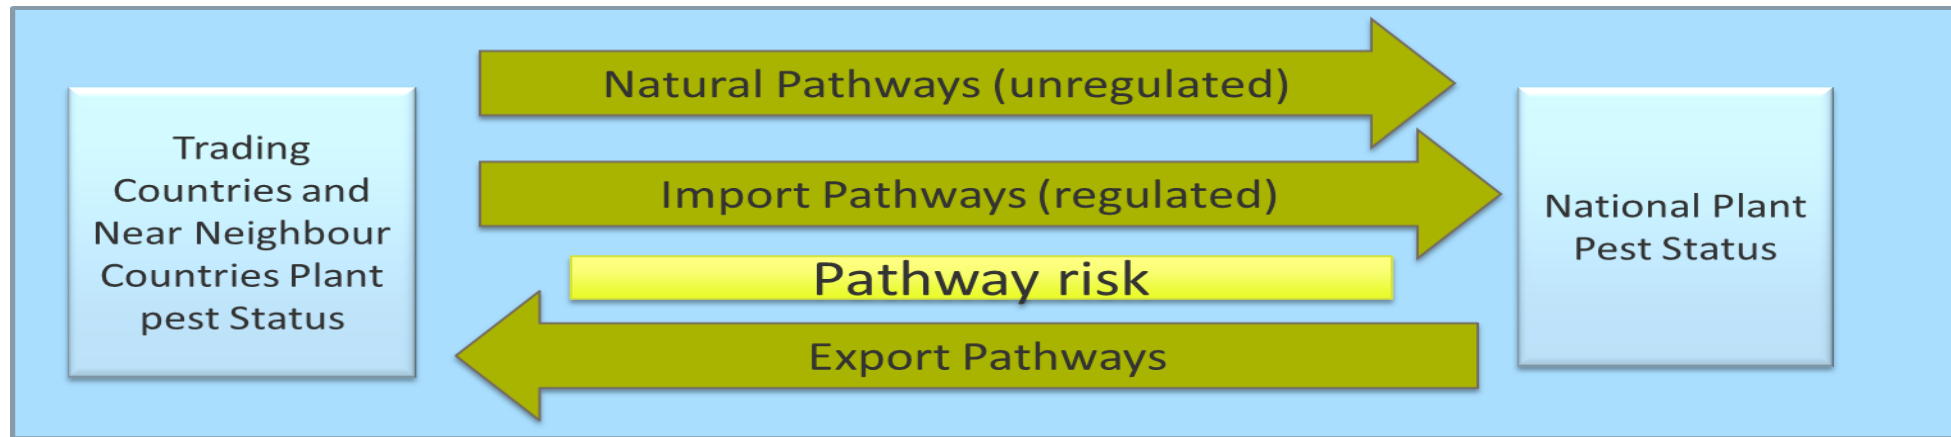 Trading
Countries and
Near Neighbour
Countries Plant
pest Status
Natural Pathways (unregulated)
Import Pathways (regulated)
Pathway risk
Export Pathways
National Plant
Pest Status